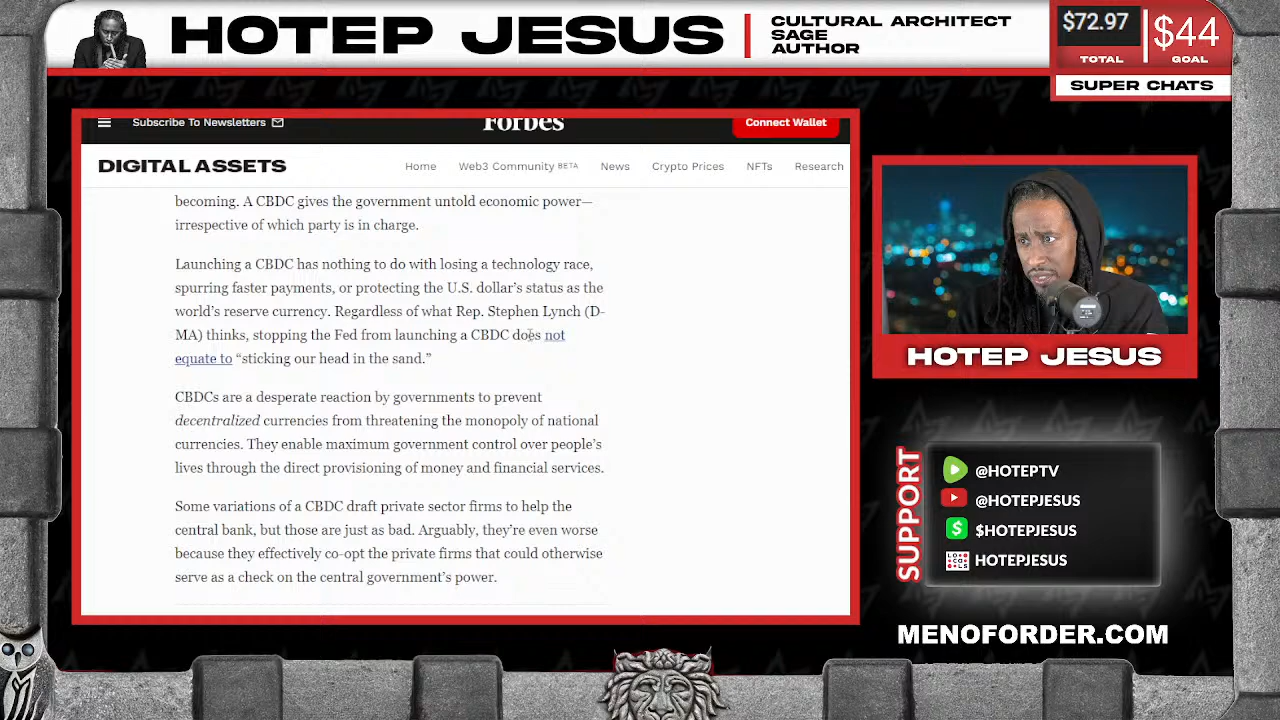 HOTEP JESUS
CULTURAL ARCHITECT
SAGE
AUTHOR
$72.97
TOTAL
$44
GOAL
SUPER CHATS
Subscribe To Newsletters
Forbes
Connect Wallet
DIGITAL ASSETS
Home
Web3 Community BETA
News
Crypto Prices
NFTs
Research
becoming. A CBDC gives the government untold economic power—
irrespective of which party is in charge.
Launching a CBDC has nothing to do with losing a technology race,
spurring faster payments, or protecting the U.S. dollar’s status as the
world’s reserve currency. Regardless of what Rep. Stephen Lynch (D-
MA) thinks, stopping the Fed from launching a CBDC does not
equate to “sticking our head in the sand.”
CBDCs are a desperate reaction by governments to prevent
decentralized currencies from threatening the monopoly of national
currencies. They enable maximum government control over people’s
lives through the direct provisioning of money and financial services.
Some variations of a CBDC draft private sector firms to help the
central bank, but those are just as bad. Arguably, they’re even worse
because they effectively co-opt the private firms that could otherwise
serve as a check on the central government’s power.
HOTEP JESUS
SUPPORT
@HOTEPTV
@HOTEPJESUS
$HOTEPJESUS
LOCALS
HOTEPJESUS
MENOFORDER.COM